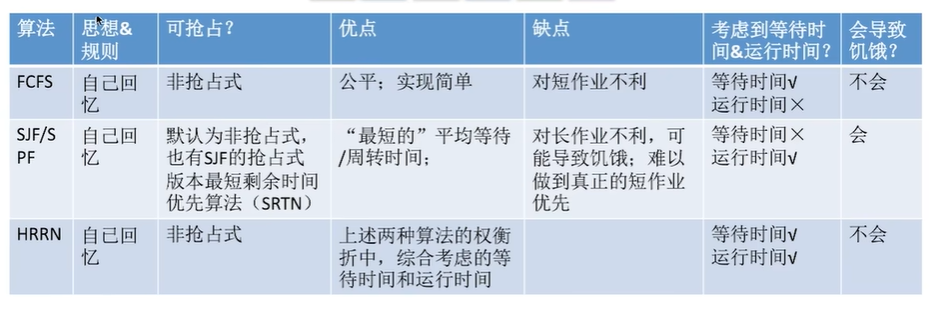 算法
思想&
规则
可抢占？
优点
缺点
考虑到等待时
间&运行时间？
会导致
饥饿？
FCFS
自己回
忆
非抢占式
公平；实现简单
对短作业不利
等待时间√
运行时间×
不会
SJF/S
PF
自己回
忆
默认为非抢占式，
也有SJF的抢占式
版本最短剩余时间
优先算法（SRTN）
“最短的”平均等待
/周转时间；
对长作业不利，可
能导致饥饿；难以
做到真正的短作业
优先
等待时间×
运行时间√
会
HRRN
自己回
忆
非抢占式
上述两种算法的权衡
折中，综合考虑的等
待时间和运行时间
等待时间√
运行时间√
不会